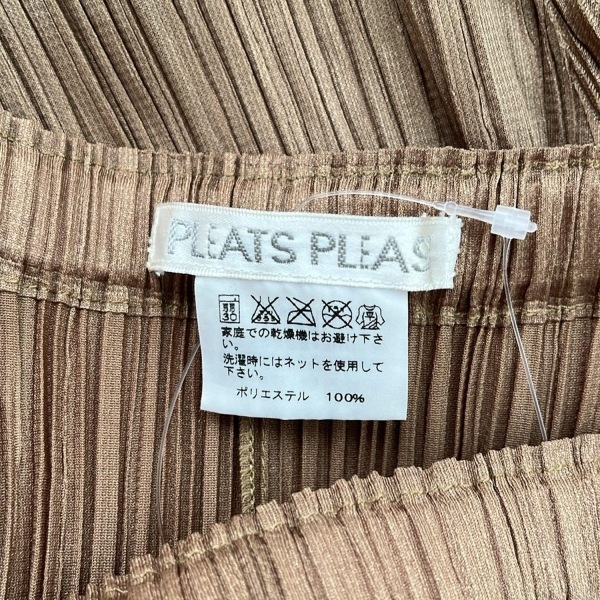 PLEATS PLEAS
家庭での乾燥機はお避け下さ
い。
洗濯時にはネットを使用して
下さい。
ポリエステル 100%